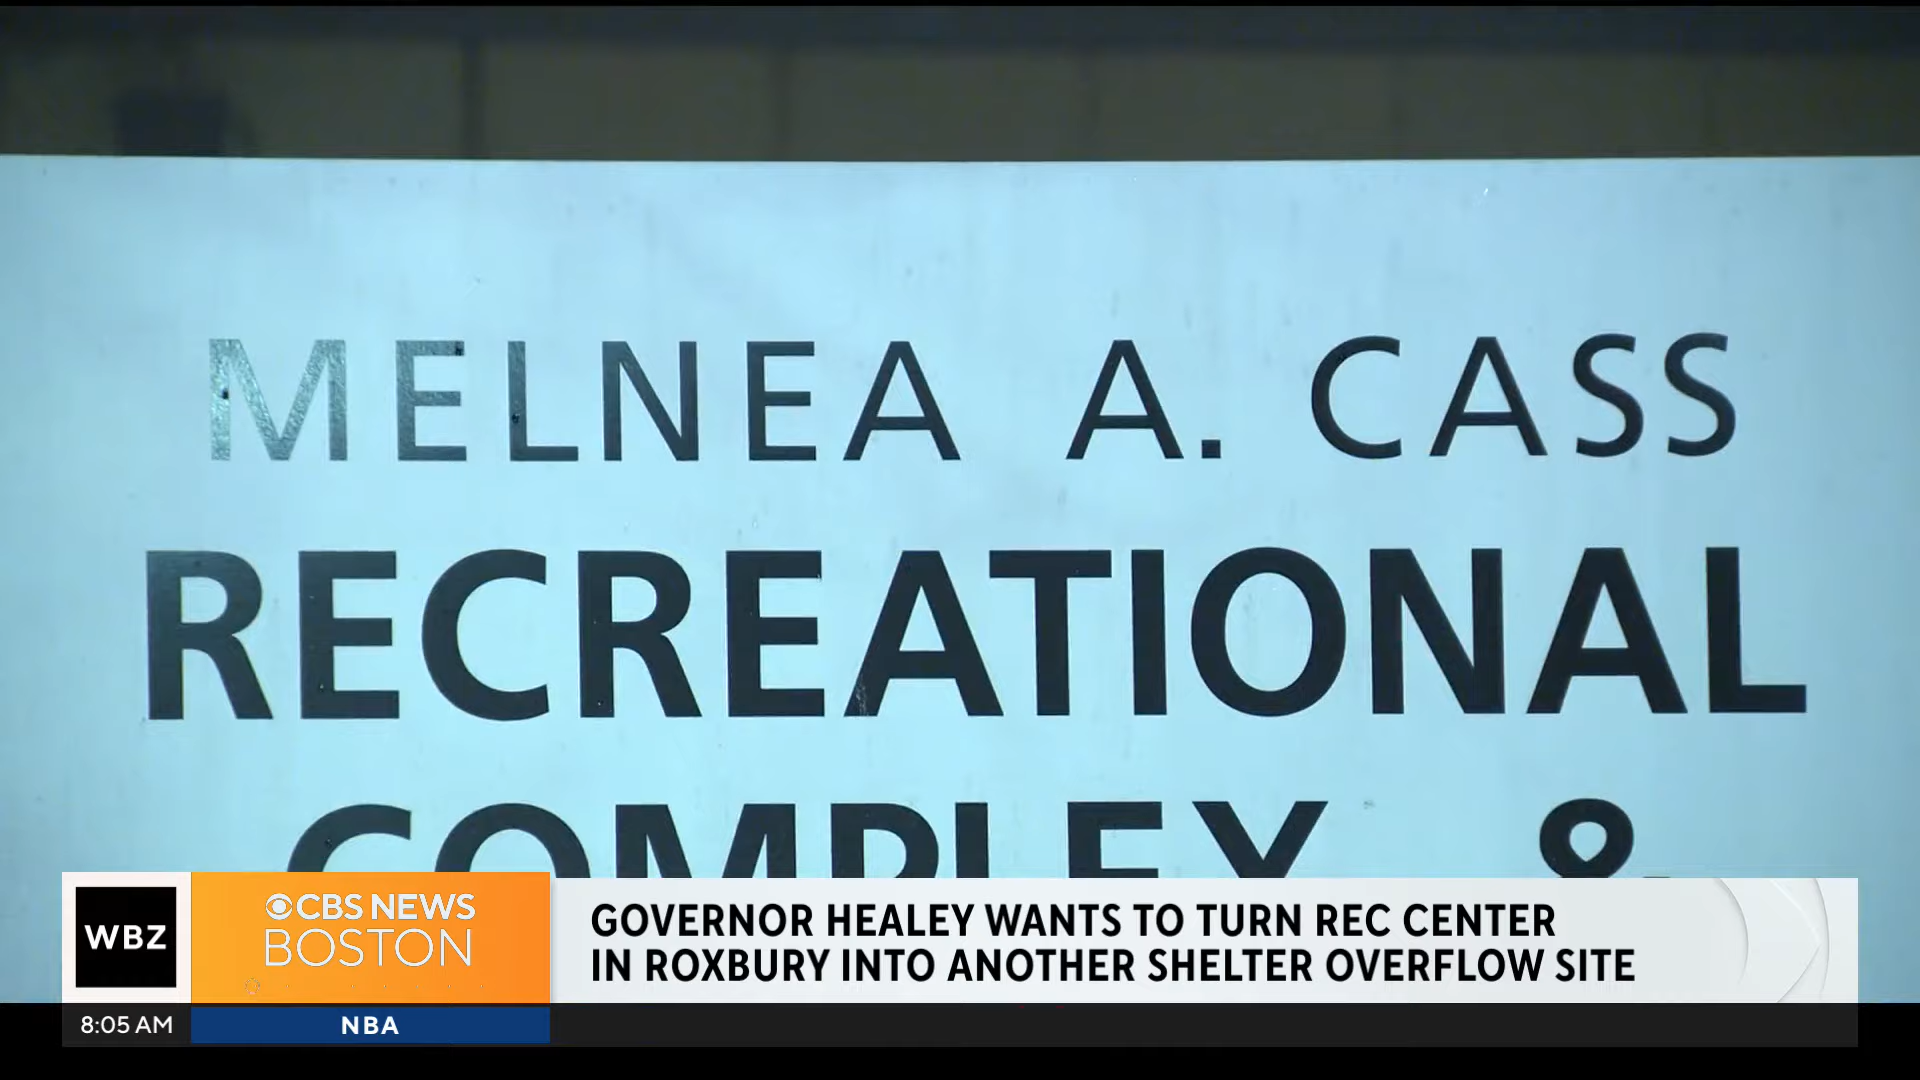 MELNEA A. CASS
RECREATIONAL
COMPLEX &
WBZ
CBS NEWS
BOSTON
GOVERNOR HEALEY WANTS TO TURN REC CENTER
IN ROXBURY INTO ANOTHER SHELTER OVERFLOW SITE
8:05 AM
NBA